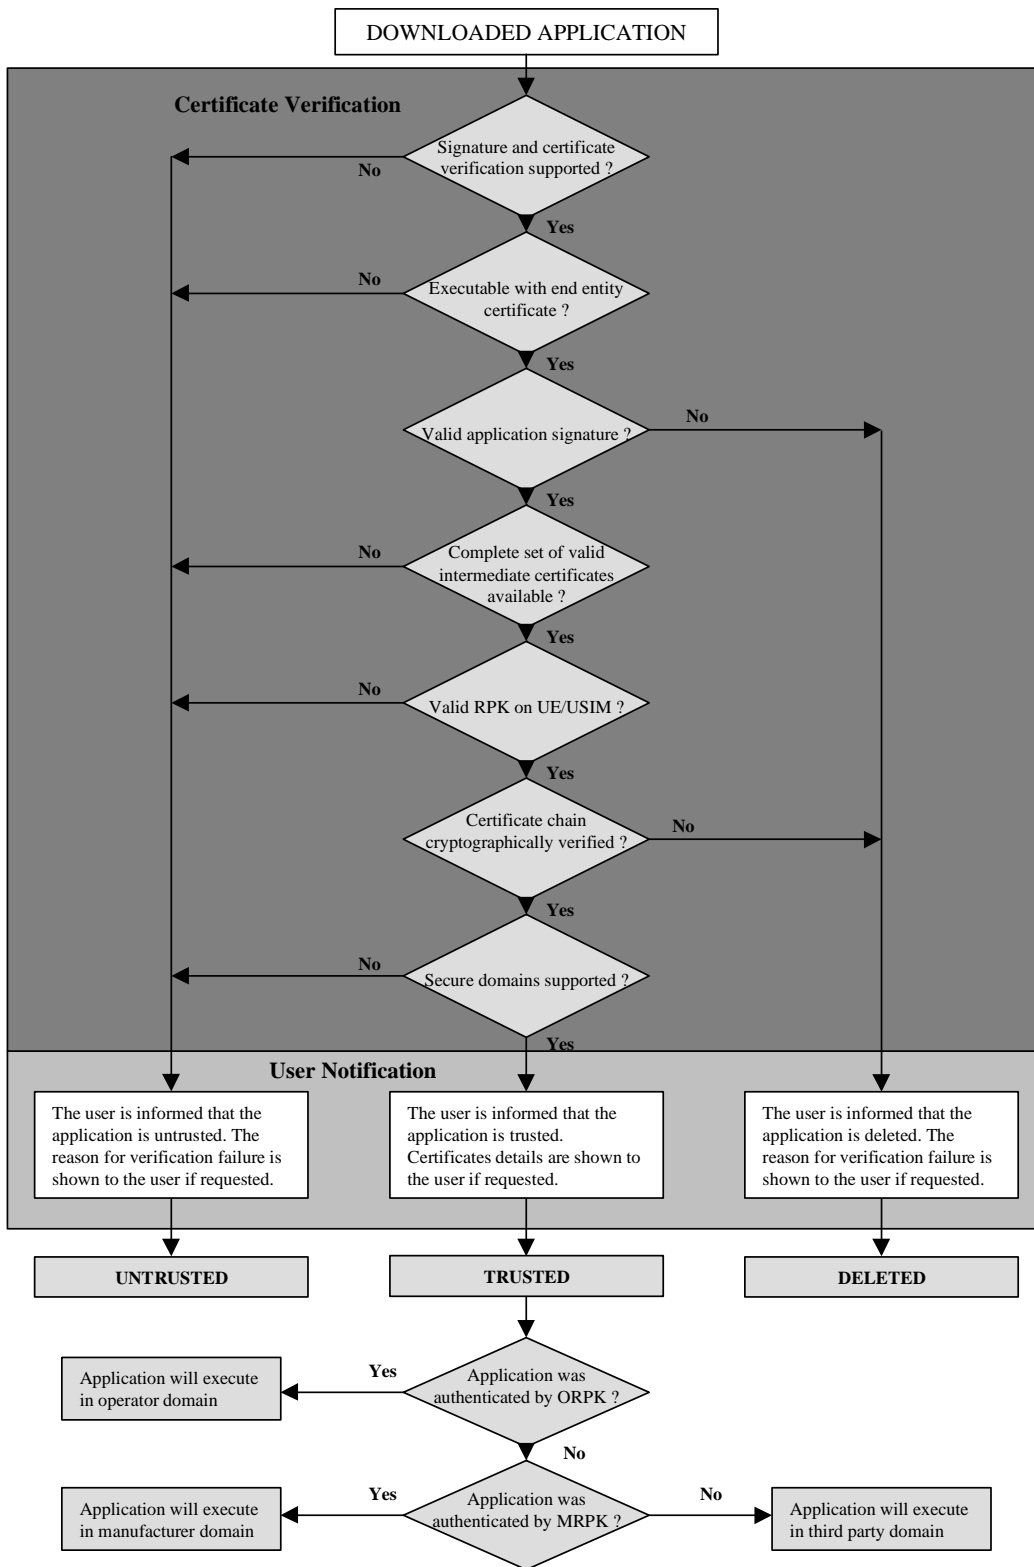 DOWNLOADED APPLICATION
Certificate Verification
Signature and certificate
verification supported ?
No
Yes
Executable with end entity
certificate ?
No
Yes
Valid application signature ?
No
Yes
Complete set of valid
intermediate certificates
available ?
No
Yes
Valid RPK on UE/USIM ?
No
Yes
Certificate chain
cryptographically verified ?
No
Yes
Secure domains supported ?
No
Yes
User Notification
The user is informed that the
application is untrusted. The
reason for verification failure is
shown to the user if requested.
The user is informed that the
application is trusted.
Certificates details are shown to
the user if requested.
The user is informed that the
application is deleted. The
reason for verification failure is
shown to the user if requested.
UNTRUSTED
TRUSTED
DELETED
Application was
authenticated by ORPK ?
Yes
Application will execute
in operator domain
No
Application was
authenticated by MRPK ?
Yes
Application will execute
in manufacturer domain
No
Application will execute
in third party domain